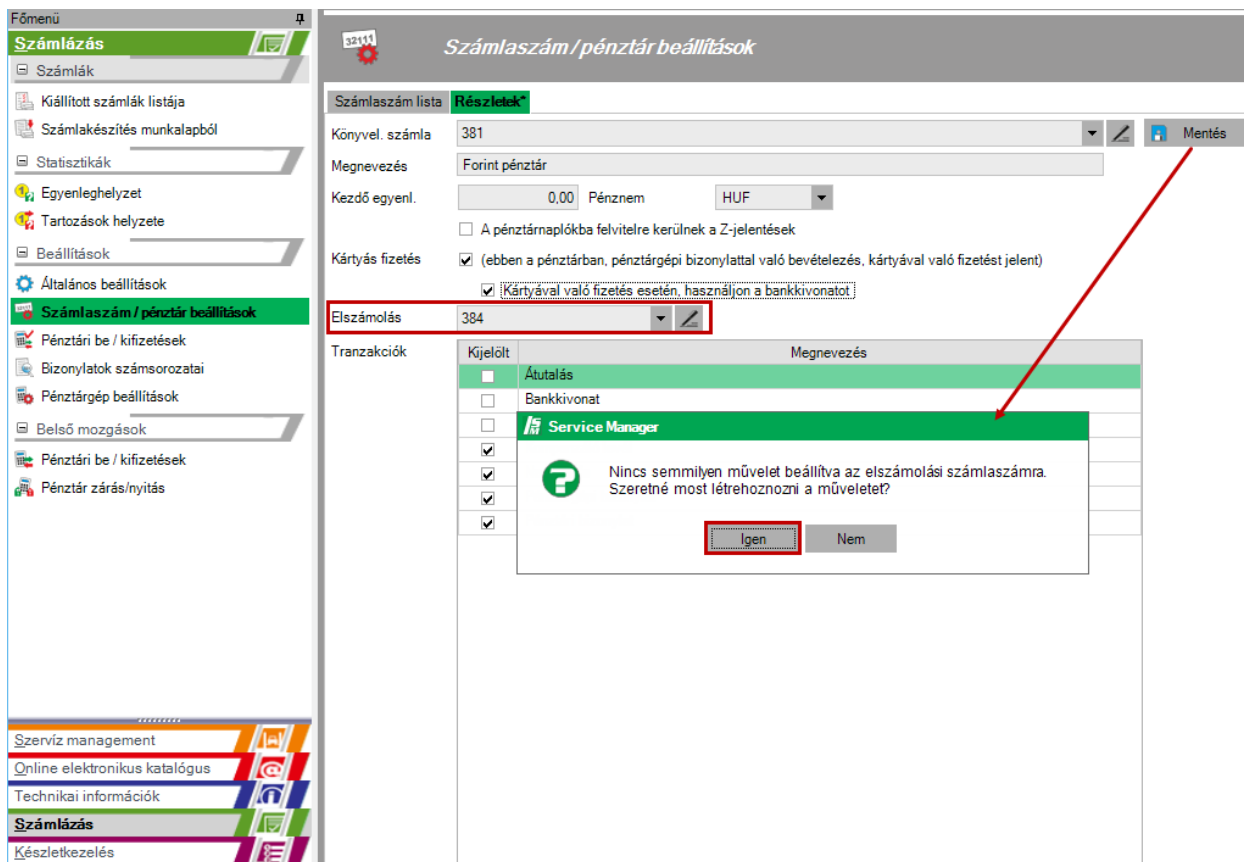 Főmenü
Számlázás
Számlák
Kiállított számlák listája
Számlakészítés munkalapból
Statisztikák
Egyenleghelyzet
Tartozások helyzete
Beállítások
Általános beállítások
Számlaszám / pénztár beállítások
Pénztári be / kifizetések
Bizonylatok számsorozatai
Pénztárgép beállítások
Belső mozgások
Pénztári be / kifizetések
Pénztár zárás/nyitás
Szervíz management
Online elektronikus katalógus
Technikai információk
Számlázás
Készletkezelés
32111
Számlaszám / pénztár beállítások
Számlaszám lista Részletek*
Könyvel. számla 381 Mentés
Megnevezés Forint pénztár
Kezdő egyenl. 0,00 Pénznem HUF
A pénztárnaplókba felvitelre kerülnek a Z-jelentések
Kártyás fizetés (ebben a pénztárban, pénztárgépi bizonylattal való bevételezés, kártyával való fizetést jelent)
Kártyával való fizetés esetén, használjon a bankkivonatot
Elszámolás 384
Tranzakciók Kijelölt Megnevezés
Átutalás
Bankkivonat
Service Manager
Nincs semmilyen művelet beállítva az elszámolási számlaszámra.
Szeretné most létrehoznozni a műveletet?
Igen Nem